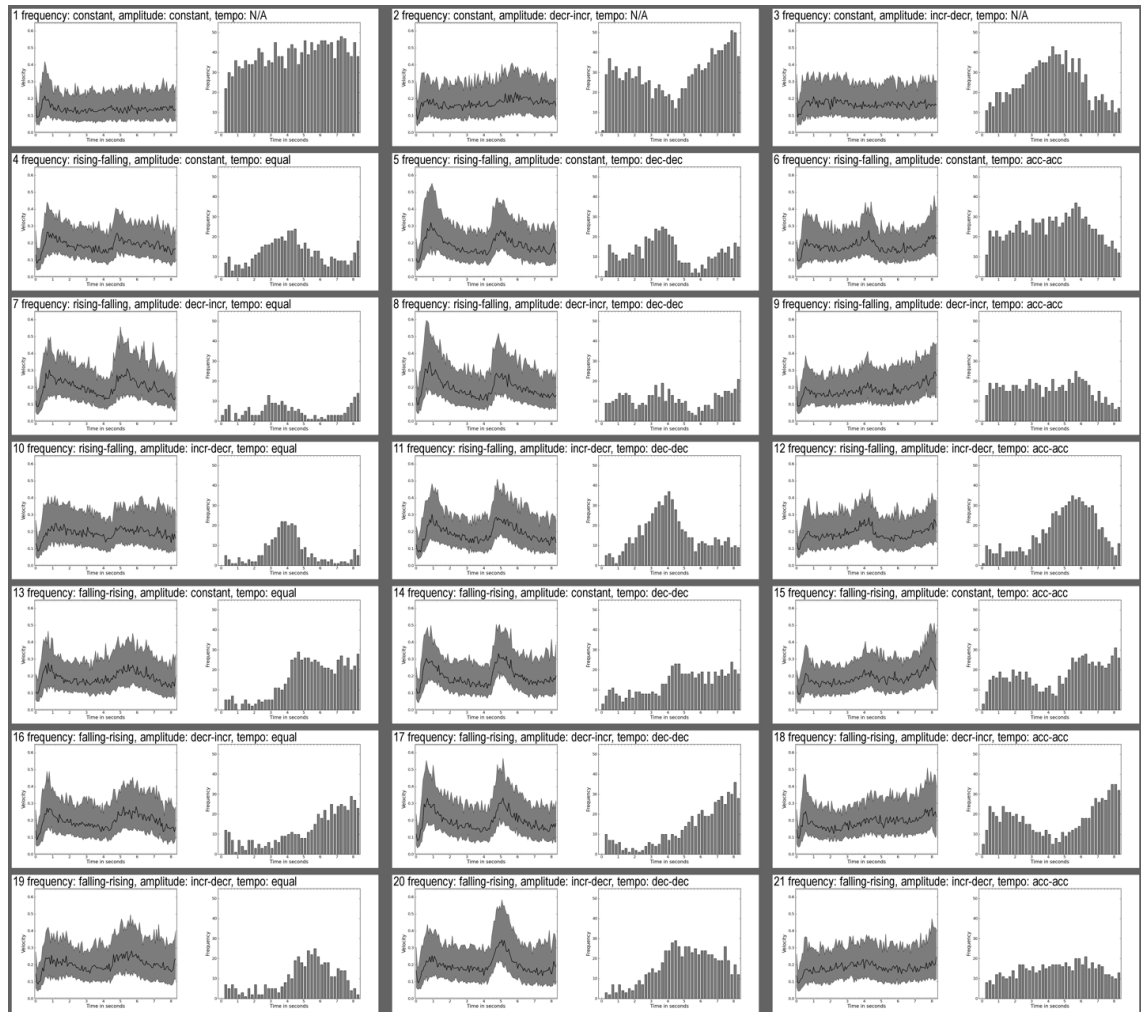 1 frequency: constant, amplitude: constant, tempo: N/A
2 frequency: constant, amplitude: decr-incr, tempo: N/A
3 frequency: constant, amplitude: incr-decr, tempo: N/A
Velocity
Frequency
Time in seconds
4 frequency: rising-falling, amplitude: constant, tempo: equal
5 frequency: rising-falling, amplitude: constant, tempo: dec-dec
6 frequency: rising-falling, amplitude: constant, tempo: acc-acc
7 frequency: rising-falling, amplitude: decr-incr, tempo: equal
8 frequency: rising-falling, amplitude: decr-incr, tempo: dec-dec
9 frequency: rising-falling, amplitude: decr-incr, tempo: acc-acc
10 frequency: rising-falling, amplitude: incr-decr, tempo: equal
11 frequency: rising-falling, amplitude: incr-decr, tempo: dec-dec
12 frequency: rising-falling, amplitude: incr-decr, tempo: acc-acc
13 frequency: falling-rising, amplitude: constant, tempo: equal
14 frequency: falling-rising, amplitude: constant, tempo: dec-dec
15 frequency: falling-rising, amplitude: constant, tempo: acc-acc
16 frequency: falling-rising, amplitude: decr-incr, tempo: equal
17 frequency: falling-rising, amplitude: decr-incr, tempo: dec-dec
18 frequency: falling-rising, amplitude: decr-incr, tempo: acc-acc
19 frequency: falling-rising, amplitude: incr-decr, tempo: equal
20 frequency: falling-rising, amplitude: incr-decr, tempo: dec-dec
21 frequency: falling-rising, amplitude: incr-decr, tempo: acc-acc